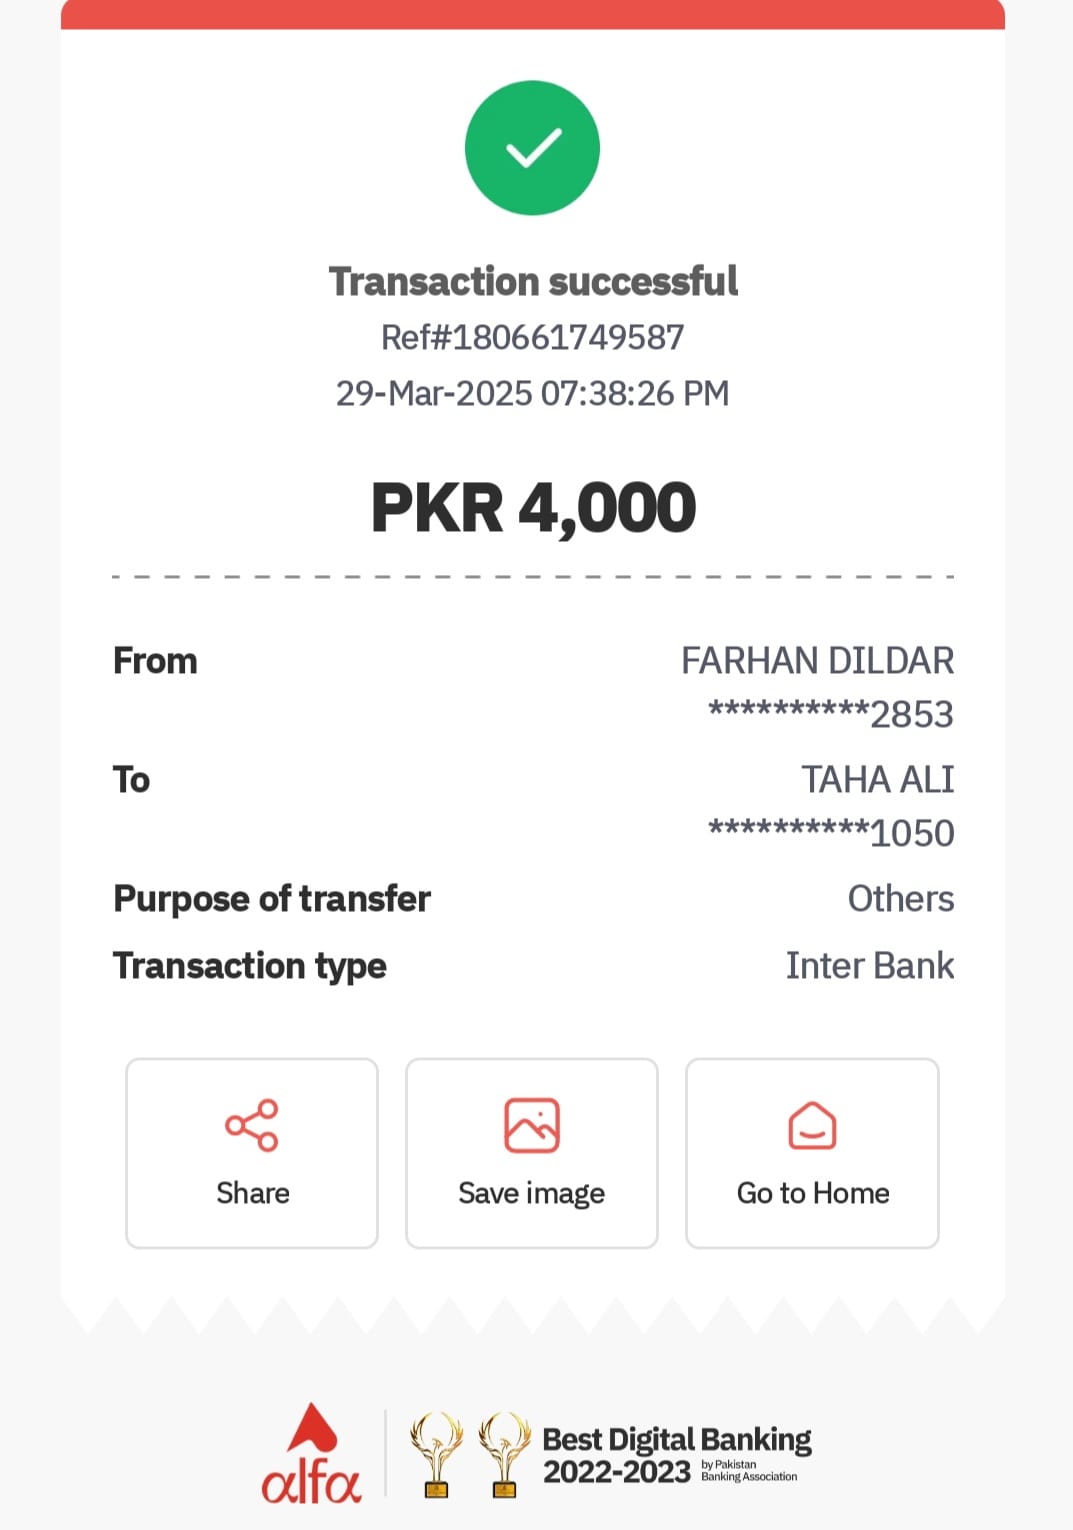 Transaction successful
Ref#180661749587
29-Mar-2025 07:38:26 PM
PKR 4,000
From
FARHAN DILDAR
**********2853
To
TAHA ALI
**********1050
Purpose of transfer
Others
Transaction type
Inter Bank
Share
Save image
Go to Home
alfa
Best Digital Banking
2022-2023 by Pakistan
Banking Association